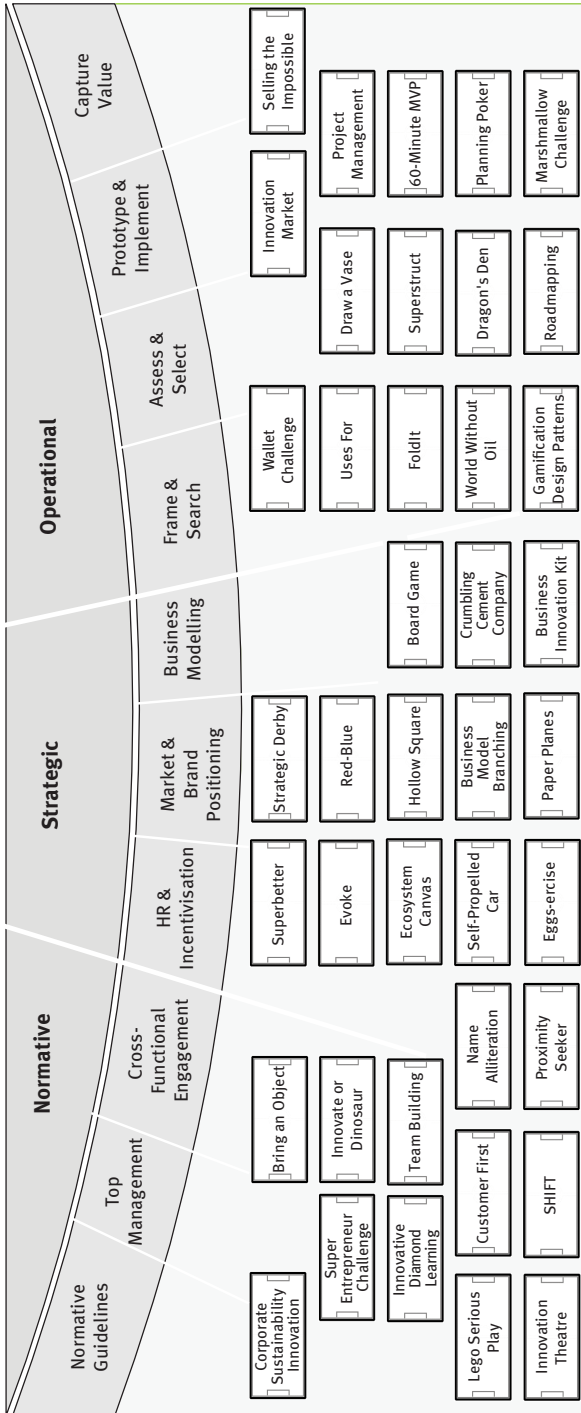 Normative
Strategic
Operational
Normative
Guidelines
Top
Management
Cross-
Functional
Engagement
HR &
Incentivisation
Market &
Brand
Positioning
Business
Modelling
Frame &
Search
Assess &
Select
Prototype &
Implement
Capture
Value
Corporate
Sustainability
Innovation
Bring an Object
Superbetter
Strategic Derby
Wallet
Challenge
Innovation
Market
Selling the
Impossible
Super
Entrepreneur
Challenge
Innovate or
Dinosaur
Evoke
Red-Blue
Uses For
Draw a Vase
Project
Management
Innovative
Diamond
Learning
Team Building
Ecosystem
Canvas
Hollow Square
Board Game
FoldIt
Superstruct
60-Minute MVP
Lego Serious
Play
Customer First
Name
Alliteration
Self-Propelled
Car
Business
Model
Branching
Crumbling
Cement
Company
World Without
Oil
Dragon's Den
Planning Poker
Innovation
Theatre
SHIFT
Proximity
Seeker
Eggs-ercise
Paper Planes
Business
Innovation Kit
Gamification
Design Patterns
Roadmapping
Marshmallow
Challenge